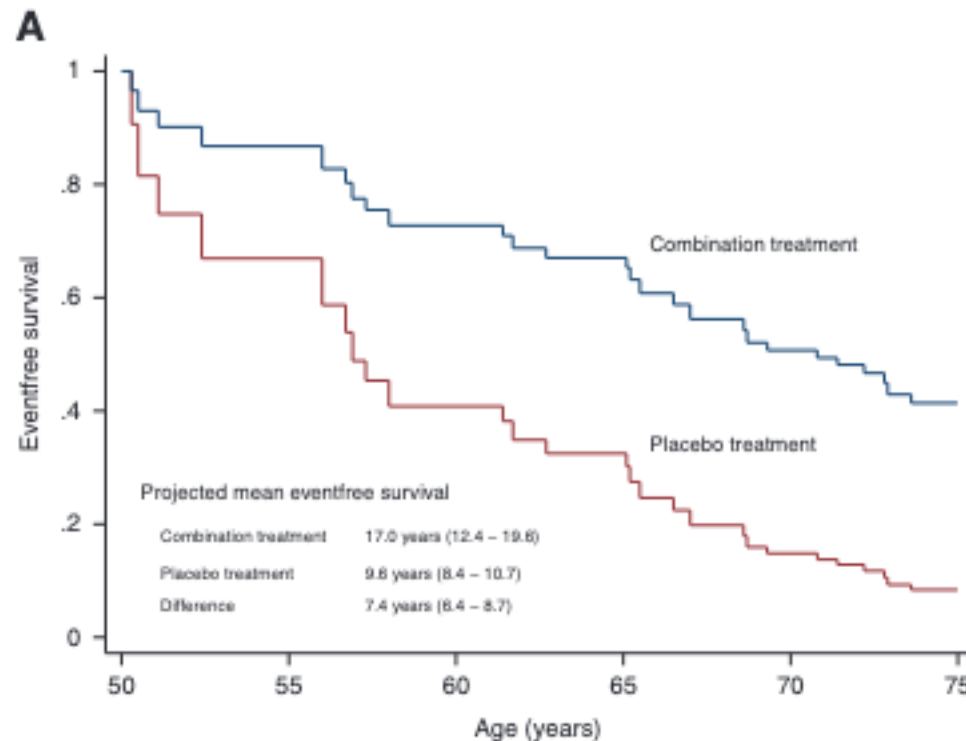 A
1
.8
.6
.4
.2
0
Eventfree survival
Combination treatment
Placebo treatment
Projected mean eventfree survival
Combination treatment 17.0 years (12.4 – 19.6)
Placebo treatment 9.6 years (8.4 – 10.7)
Difference 7.4 years (6.4 – 8.7)
50 55 60 65 70 75
Age (years)